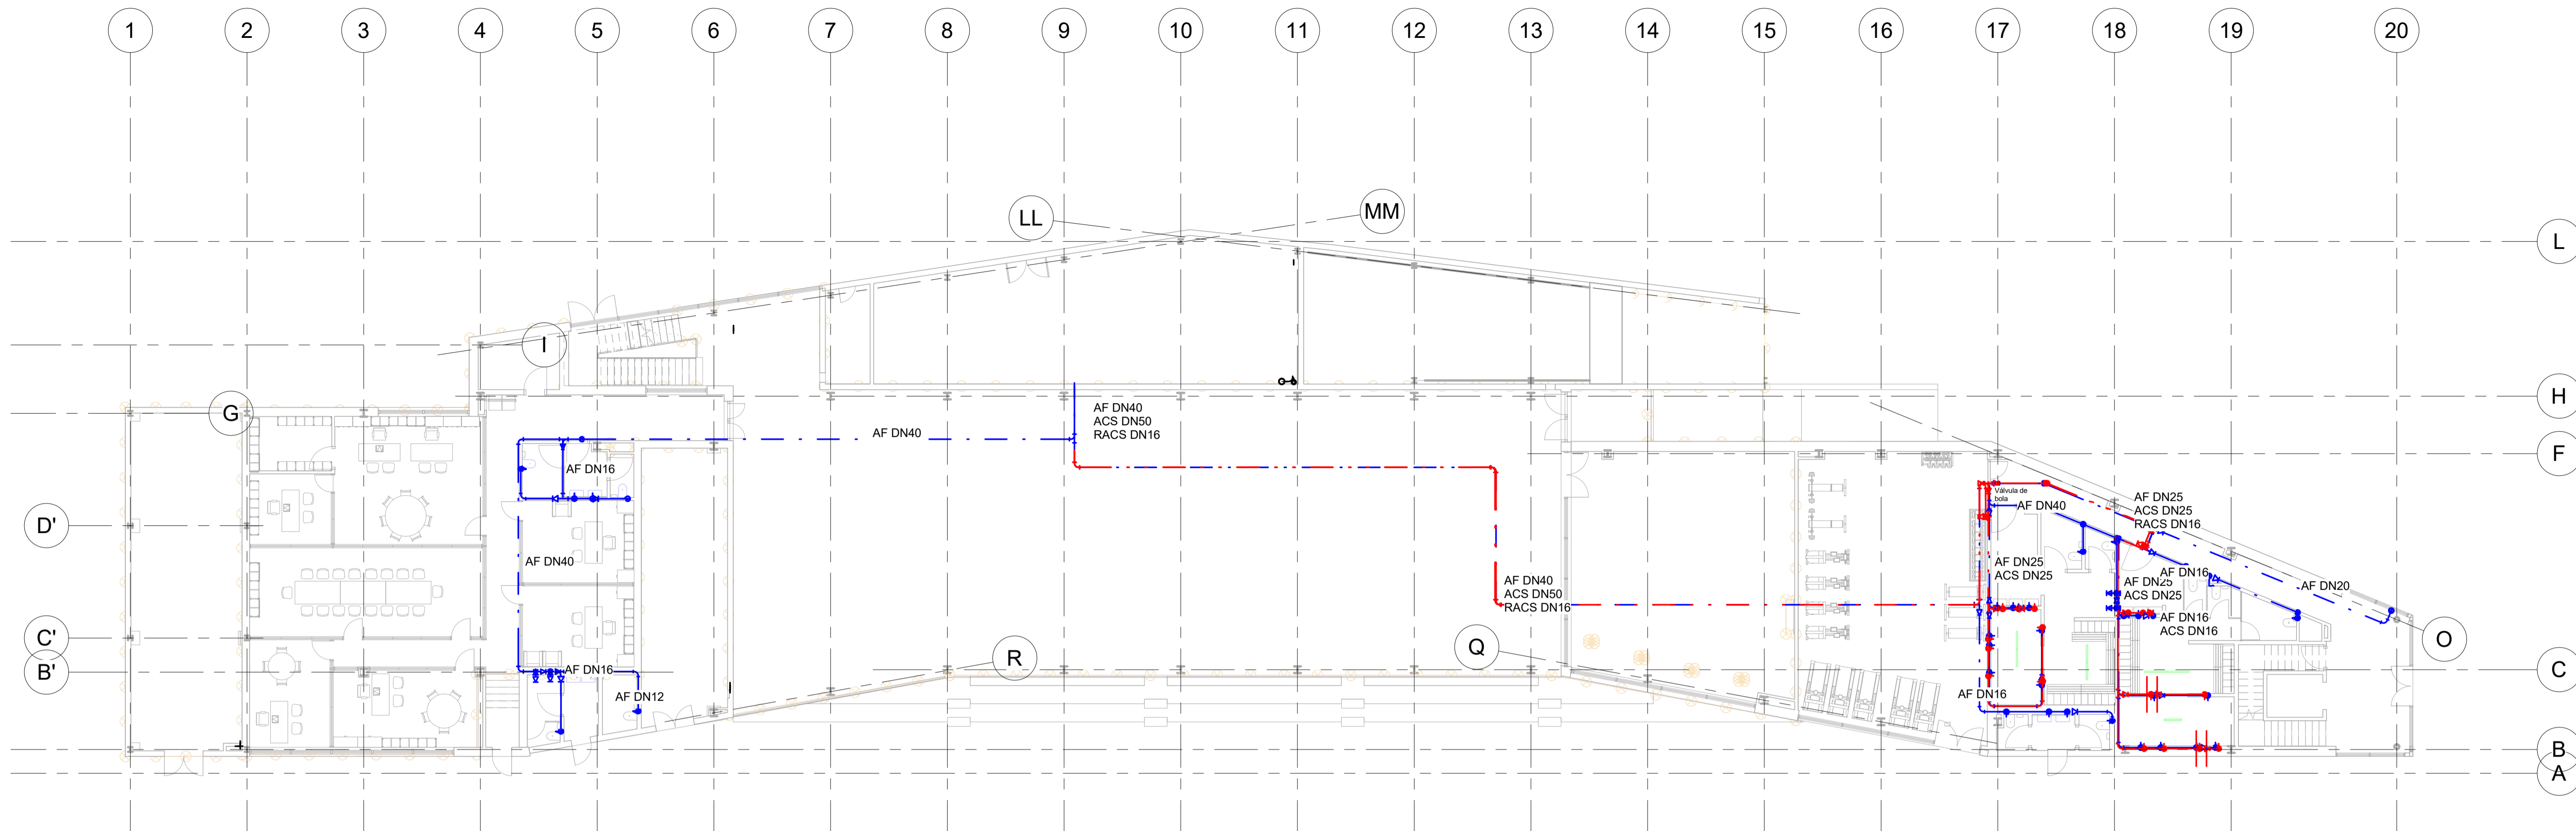 1
2
3
4
5
6
7
8
9
10
11
12
13
14
15
16
17
18
19
20
LL
MM
L
I
H
G
AF DN40
ACS DN50
RACS DN16
AF DN40
F
AF DN16
Válvula de
bola
AF DN40
AF DN25
ACS DN25
RACS DN16
D'
AF DN40
AF DN25
ACS DN25
AF DN16
AF DN25
ACS DN25
AF DN20
AF DN40
ACS DN50
RACS DN16
AF DN16
ACS DN16
C'
O
Q
R
B'
AF DN16
C
AF DN12
AF DN16
B
A